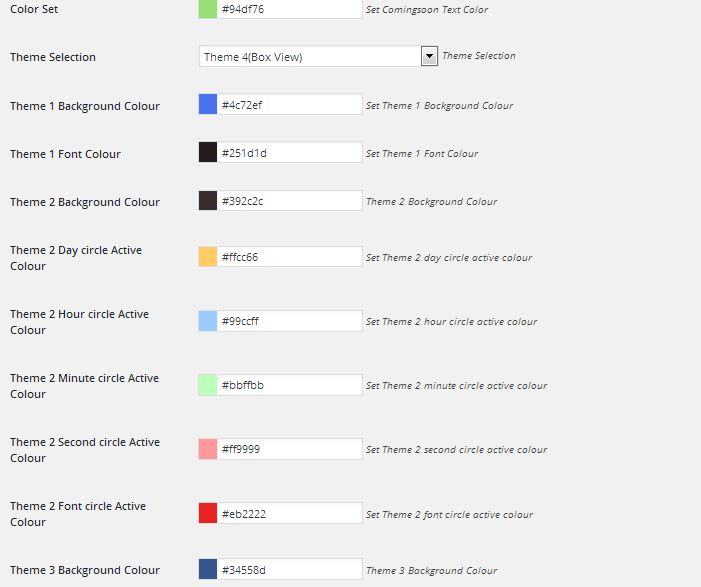 Color Set #94df76 Set Comingsoon Text Color
Theme Selection Theme 4(Box View) Theme Selection
Theme 1 Background Colour #4c72ef Set Theme 1 Background Colour
Theme 1 Font Colour #251d1d Set Theme 1 Font Colour
Theme 2 Background Colour #392c2c Theme 2 Background Colour
Theme 2 Day circle Active
Colour #ffcc66 Set Theme 2 day circle active colour
Theme 2 Hour circle Active
Colour #99ccff Set Theme 2 hour circle active colour
Theme 2 Minute circle Active
Colour #bbffbb Set Theme 2 minute circle active colour
Theme 2 Second circle Active
Colour #ff9999 Set Theme 2 second circle active colour
Theme 2 Font circle Active
Colour #eb2222 Set Theme 2 font circle active colour
Theme 3 Background Colour #34558d Theme 3 Background Colour